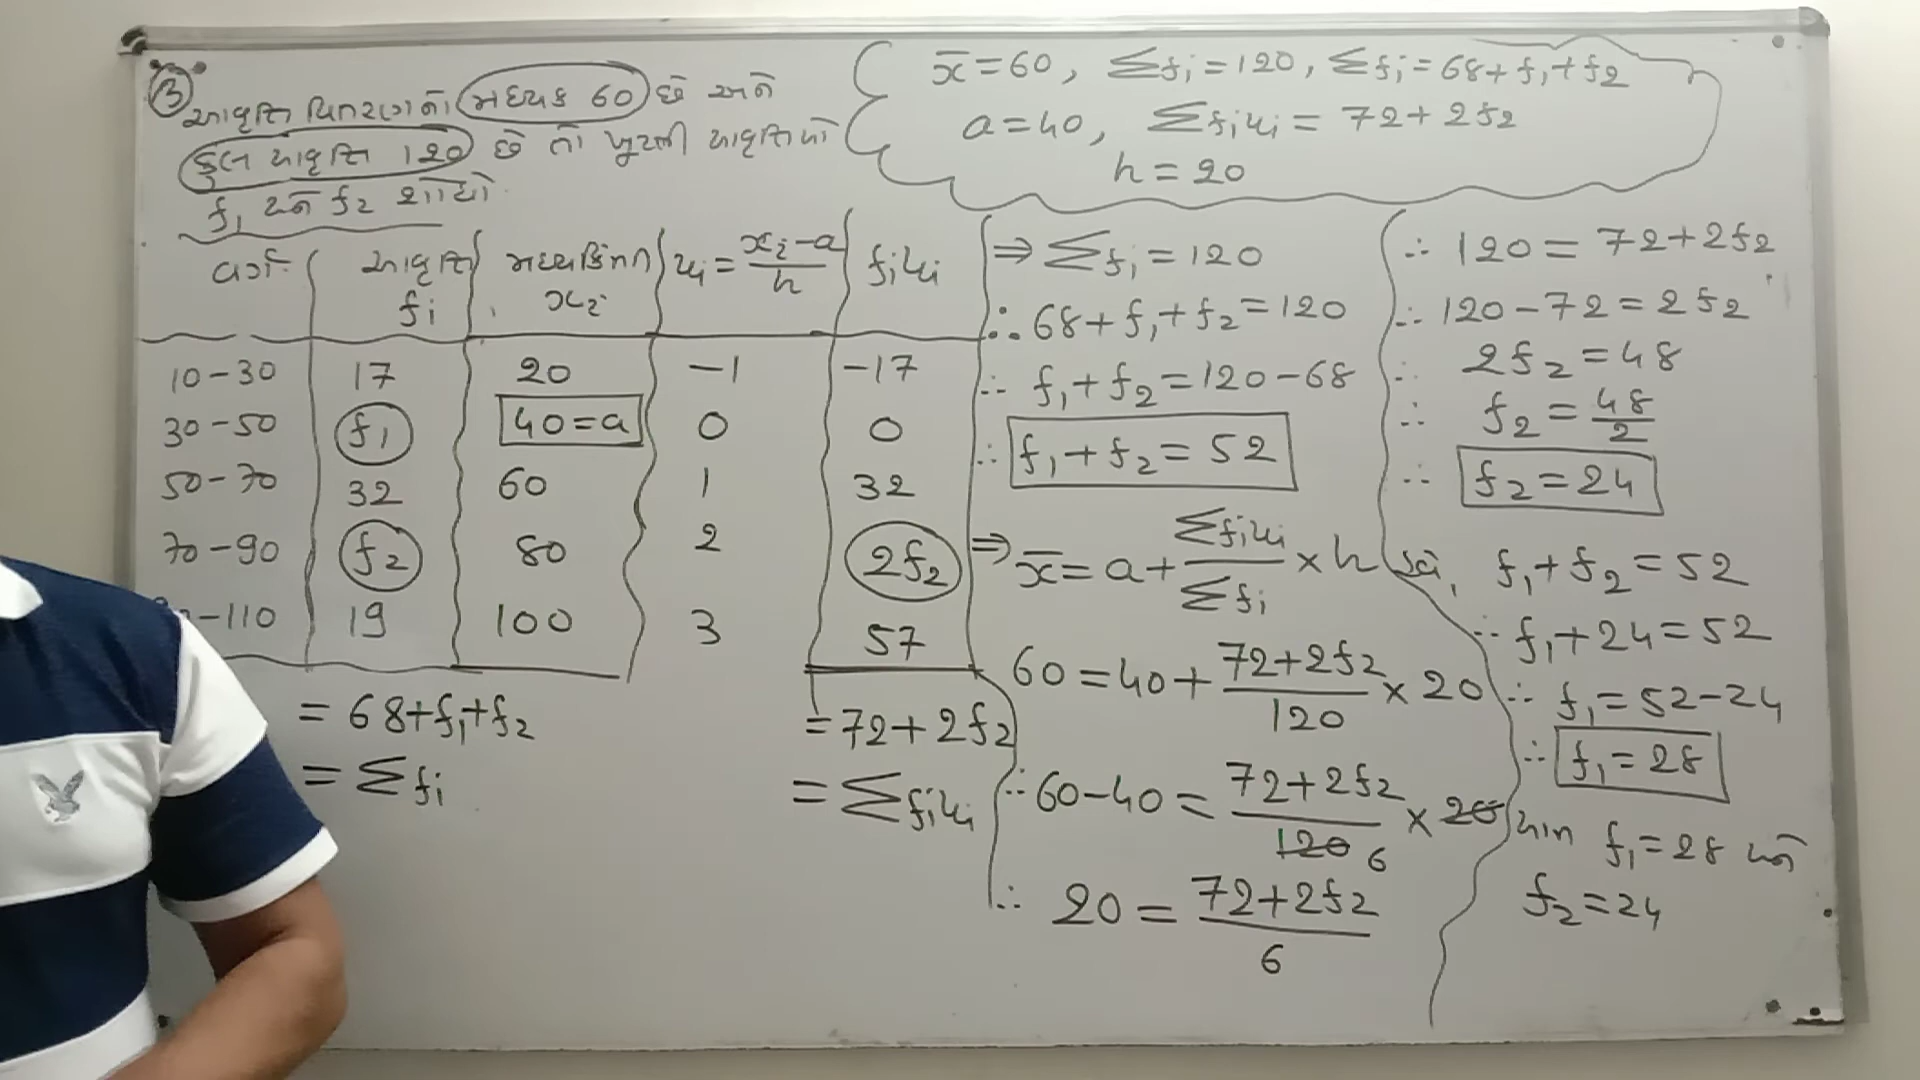 ③ આવૃત્તિ વિતરણનો મધ્યક 60 છે અને
કુલ આવૃત્તિ 120 છે તો ખૂટતી આવૃત્તિઓ
f₁ અને f₂ શોધો.
x̄ = 60, Σfᵢ = 120, Σfᵢ = 68 + f₁ + f₂
a = 40, Σfᵢuᵢ = 72 + 2f₂
h = 20
વર્ગ આવૃત્તિ fᵢ મધ્યકિંમત xᵢ uᵢ = (xᵢ - a)/h fᵢuᵢ
10-30 17 20 -1 -17
30-50 f₁ 40=a 0 0
50-70 32 60 1 32
70-90 f₂ 80 2 2f₂
-110 19 100 3 57
= 68+f₁+f₂ = 72+2f₂
= Σfᵢ = Σfᵢuᵢ
⇒ Σfᵢ = 120
∴ 68 + f₁ + f₂ = 120
∴ f₁ + f₂ = 120 - 68
∴ f₁ + f₂ = 52
⇒ x̄ = a + Σfᵢuᵢ/Σfᵢ × h
60 = 40 + (72+2f₂)/120 × 20
∴ 60-40 = (72+2f₂)/120 6 × 20
∴ 20 = (72+2f₂)/6
∴ 120 = 72+2f₂
∴ 120-72 = 2f₂
∴ 2f₂ = 48
∴ f₂ = 48/2
∴ f₂ = 24
f₁ + f₂ = 52
∴ f₁ + 24 = 52
∴ f₁ = 52-24
∴ f₁ = 28
f₁ = 28 અને
f₂ = 24